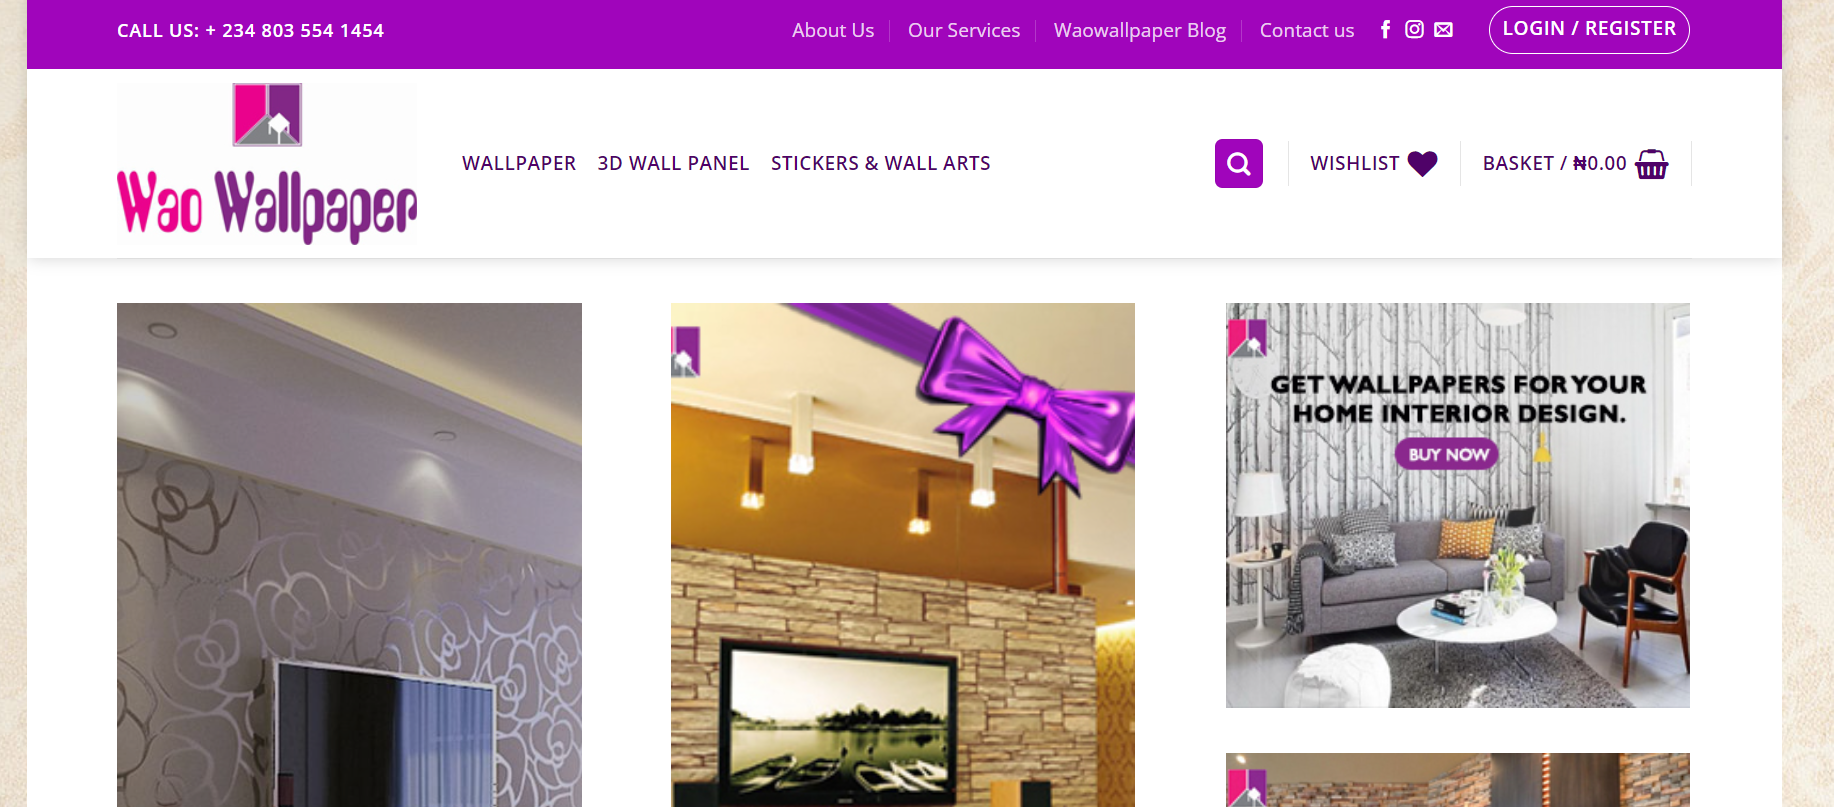 CALL US: + 234 803 554 1454
About Us
Our Services
Waowallpaper Blog
Contact us
LOGIN / REGISTER
Wao Wallpaper
WALLPAPER
3D WALL PANEL
STICKERS & WALL ARTS
WISHLIST
BASKET / ₦0.00
GET WALLPAPERS FOR YOUR
HOME INTERIOR DESIGN.
BUY NOW